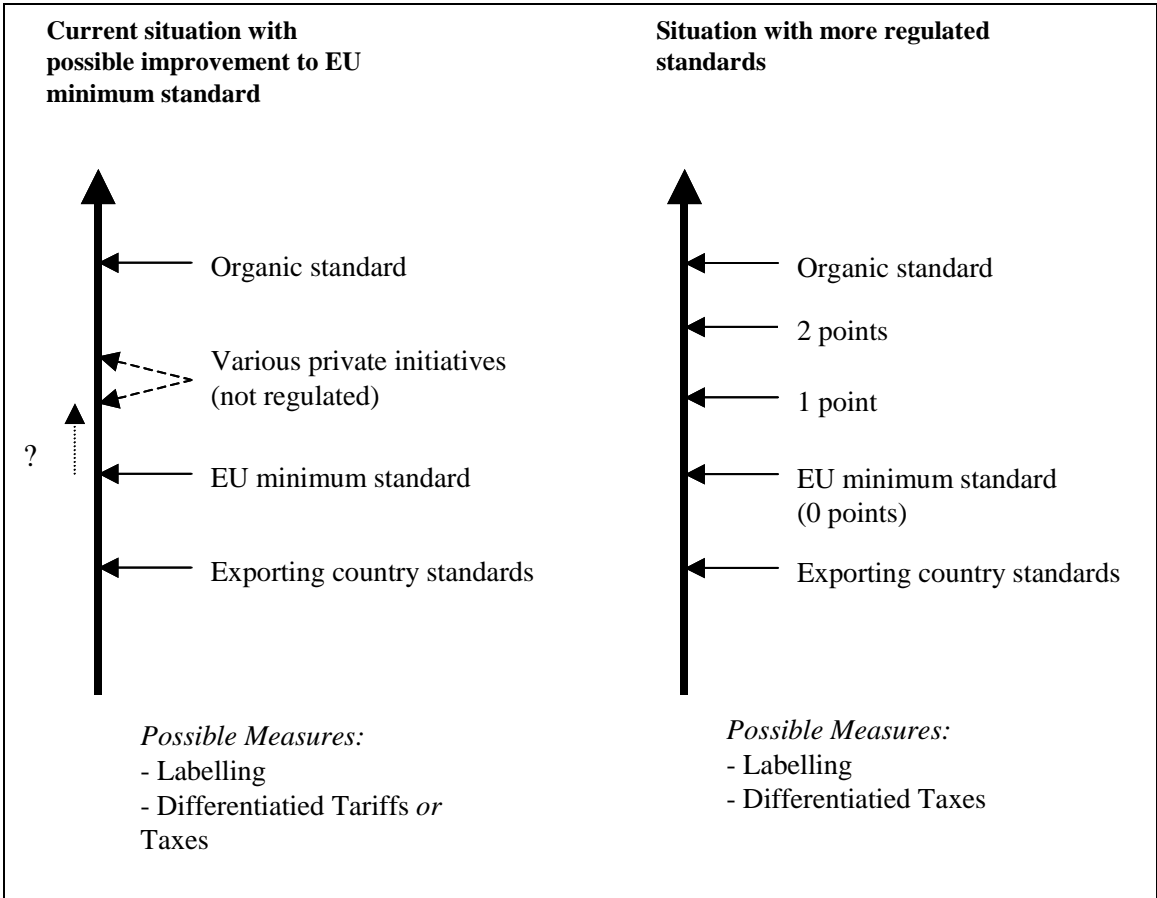 Current situation with
possible improvement to EU
minimum standard
Organic standard
Various private initiatives
(not regulated)
?
EU minimum standard
Exporting country standards
Possible Measures:
- Labelling
- Differentiatied Tariffs or
Taxes
Situation with more regulated
standards
Organic standard
2 points
1 point
EU minimum standard
(0 points)
Exporting country standards
Possible Measures:
- Labelling
- Differentiatied Taxes